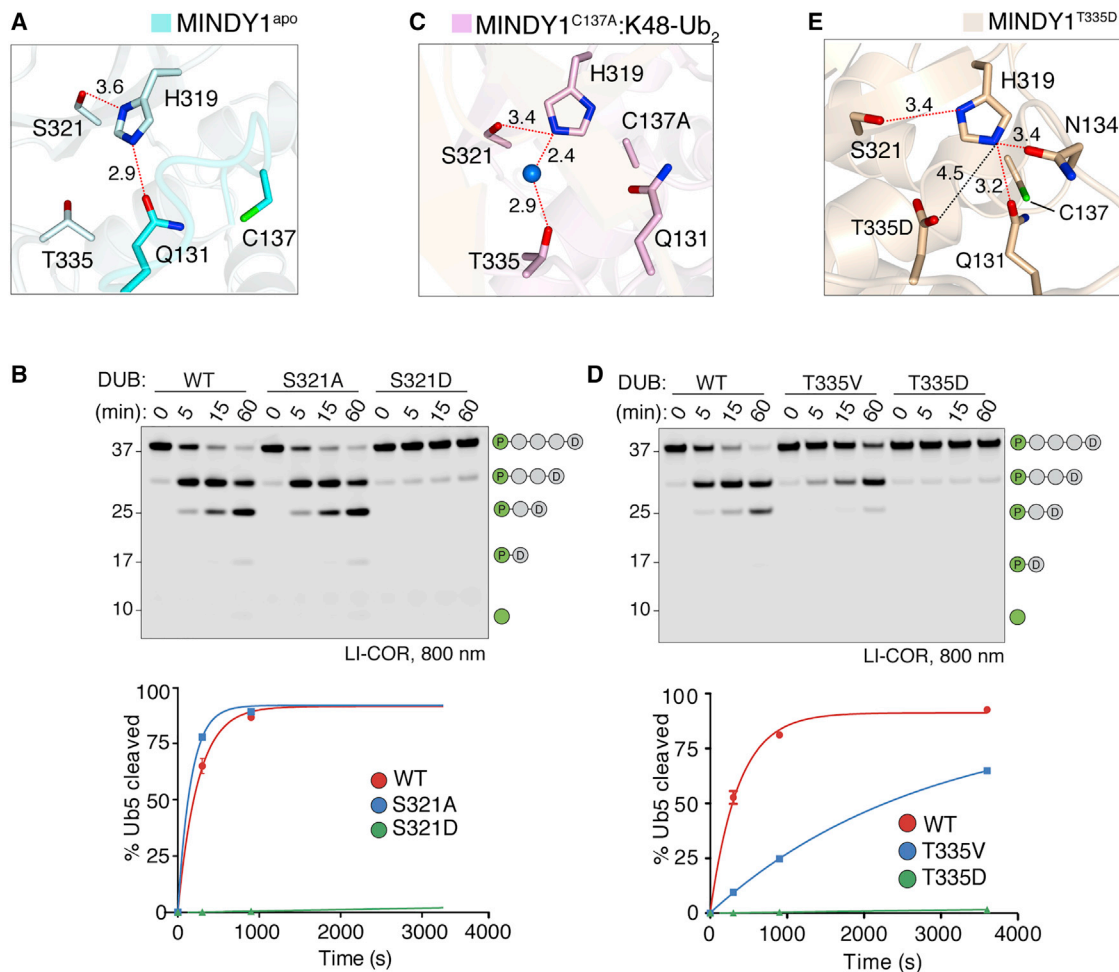 A MINDY1apo
3.6
H319
S321
2.9
T335
Q131
C137
C MINDY1C137A:K48-Ub2
H319
3.4
C137A
S321
2.4
2.9
T335
Q131
E MINDY1T335D
H319
3.4
S321
3.4
N134
4.5
3.2
T335D
C137
Q131
B DUB: WT S321A S321D
(min): 0 5 15 60 0 5 15 60 0 5 15 60
37 P D
P D
25 P D
17 P D
10
LI-COR, 800 nm
100
75
50
25
0
% Ub5 cleaved
WT
S321A
S321D
0 1000 2000 3000 4000
Time (s)
D DUB: WT T335V T335D
(min): 0 5 15 60 0 5 15 60 0 5 15 60
37 P D
P D
25 P D
17 P D
10
LI-COR, 800 nm
100
75
50
25
0
% Ub5 cleaved
WT
T335V
T335D
0 1000 2000 3000 4000
Time (s)